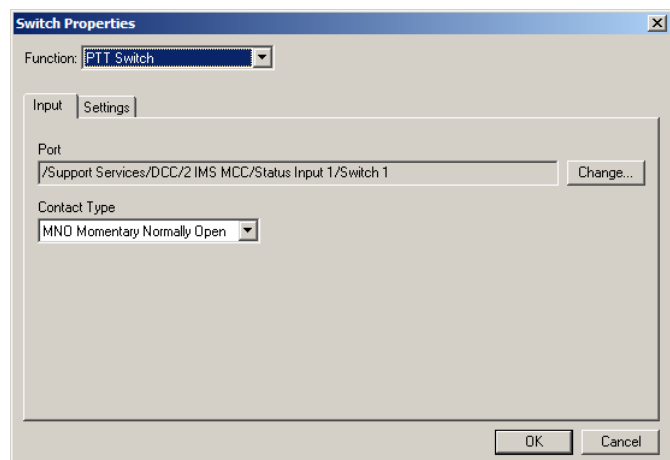 Switch Properties
Function: PTT Switch
Input Settings
Port
/Support Services/DCC/2 IMS MCC/Status Input 1/Switch 1 Change...
Contact Type
MNO Momentary Normally Open
OK Cancel